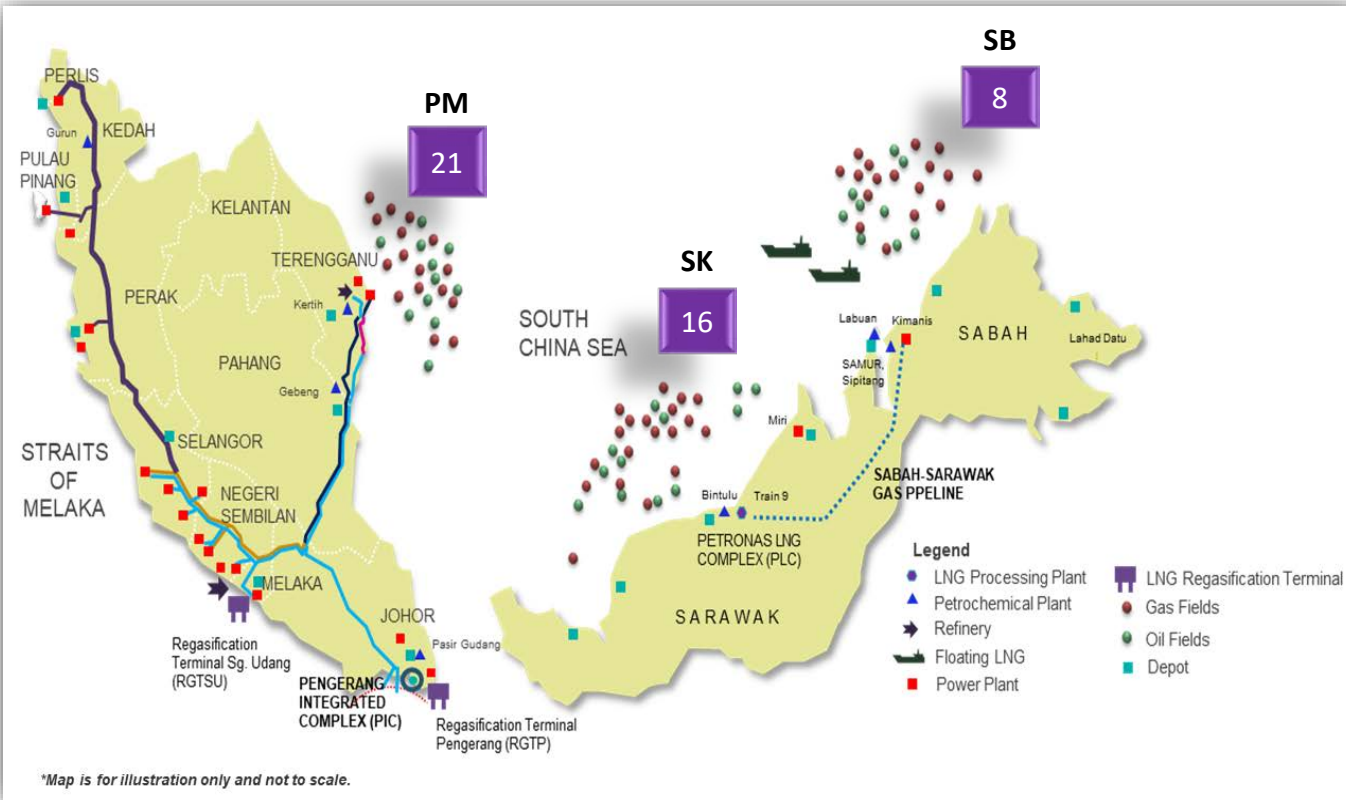 SB
8
PM
21
SK
16
PERLIS
Gurun
KEDAH
PULAU
PINANG
KELANTAN
TERENGGANU
Kertih
PERAK
PAHANG
Gebeng
SELANGOR
STRAITS
OF
MELAKA
NEGERI
SEMBILAN
MELAKA
JOHOR
Pasir Gudang
Regasification
Terminal Sg. Udang
(RGTSU)
PENGERANG
INTEGRATED
COMPLEX (PIC)
Regasification Terminal
Pengerang (RGTP)
SOUTH
CHINA SEA
Labuan
Kimanis
SABAH
Lahad Datu
SAMUR,
Sipitang
Miri
SABAH-SARAWAK
GAS PPELINE
Bintulu
Train 9
PETRONAS LNG
COMPLEX (PLC)
SARAWAK
Legend
LNG Processing Plant
Petrochemical Plant
Refinery
Floating LNG
Power Plant
LNG Regasification Terminal
Gas Fields
Oil Fields
Depot
*Map is for illustration only and not to scale.